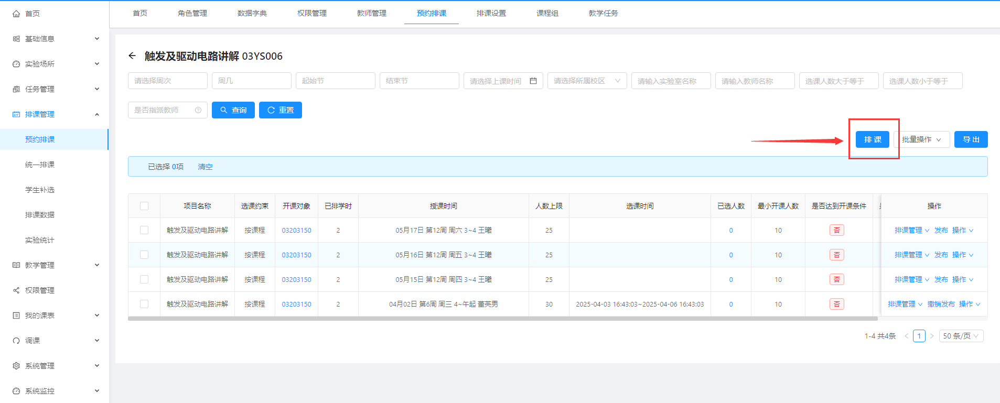 首页
基础信息
实验场所
任务管理
排课管理
预约排课
统一排课
学生补选
排课数据
实验统计
教学管理
权限管理
我的课表
调课
系统管理
系统监控
首页 角色管理 数据字典 权限管理 教师管理 预约排课 排课设置 课程组 教学任务
触发及驱动电路讲解 03YS006
请选择周次 周几 起始节 结束节 请选择上课时间 请选择所属校区 请输入实验室名称 请输入教师名称 选课人数大于等于 选课人数小于等于
是否指派教师 查询 重置
排 课 批量操作 导 出
已选择 0项 清空
项目名称 选课约束 开课对象 已排学时 授课时间 人数上限 选课时间 已选人数 最小开课人数 是否达到开课条件 操作
触发及驱动电路讲解 按课程 03203150 2 05月17日 第12周 周六 3~4 王曦 25 0 10 否 排课管理 发布 操作
触发及驱动电路讲解 按课程 03203150 2 05月16日 第12周 周五 3~4 王曦 25 0 10 否 排课管理 发布 操作
触发及驱动电路讲解 按课程 03203150 2 05月15日 第12周 周四 3~4 王曦 25 0 10 否 排课管理 发布 操作
触发及驱动电路讲解 按课程 03203150 2 04月02日 第6周 周三 4~午起 董英男 30 2025-04-03 16:43:03~2025-04-06 16:43:03 0 10 否 排课管理 撤销发布 操作
1-4 共4条 < 1 > 50 条/页